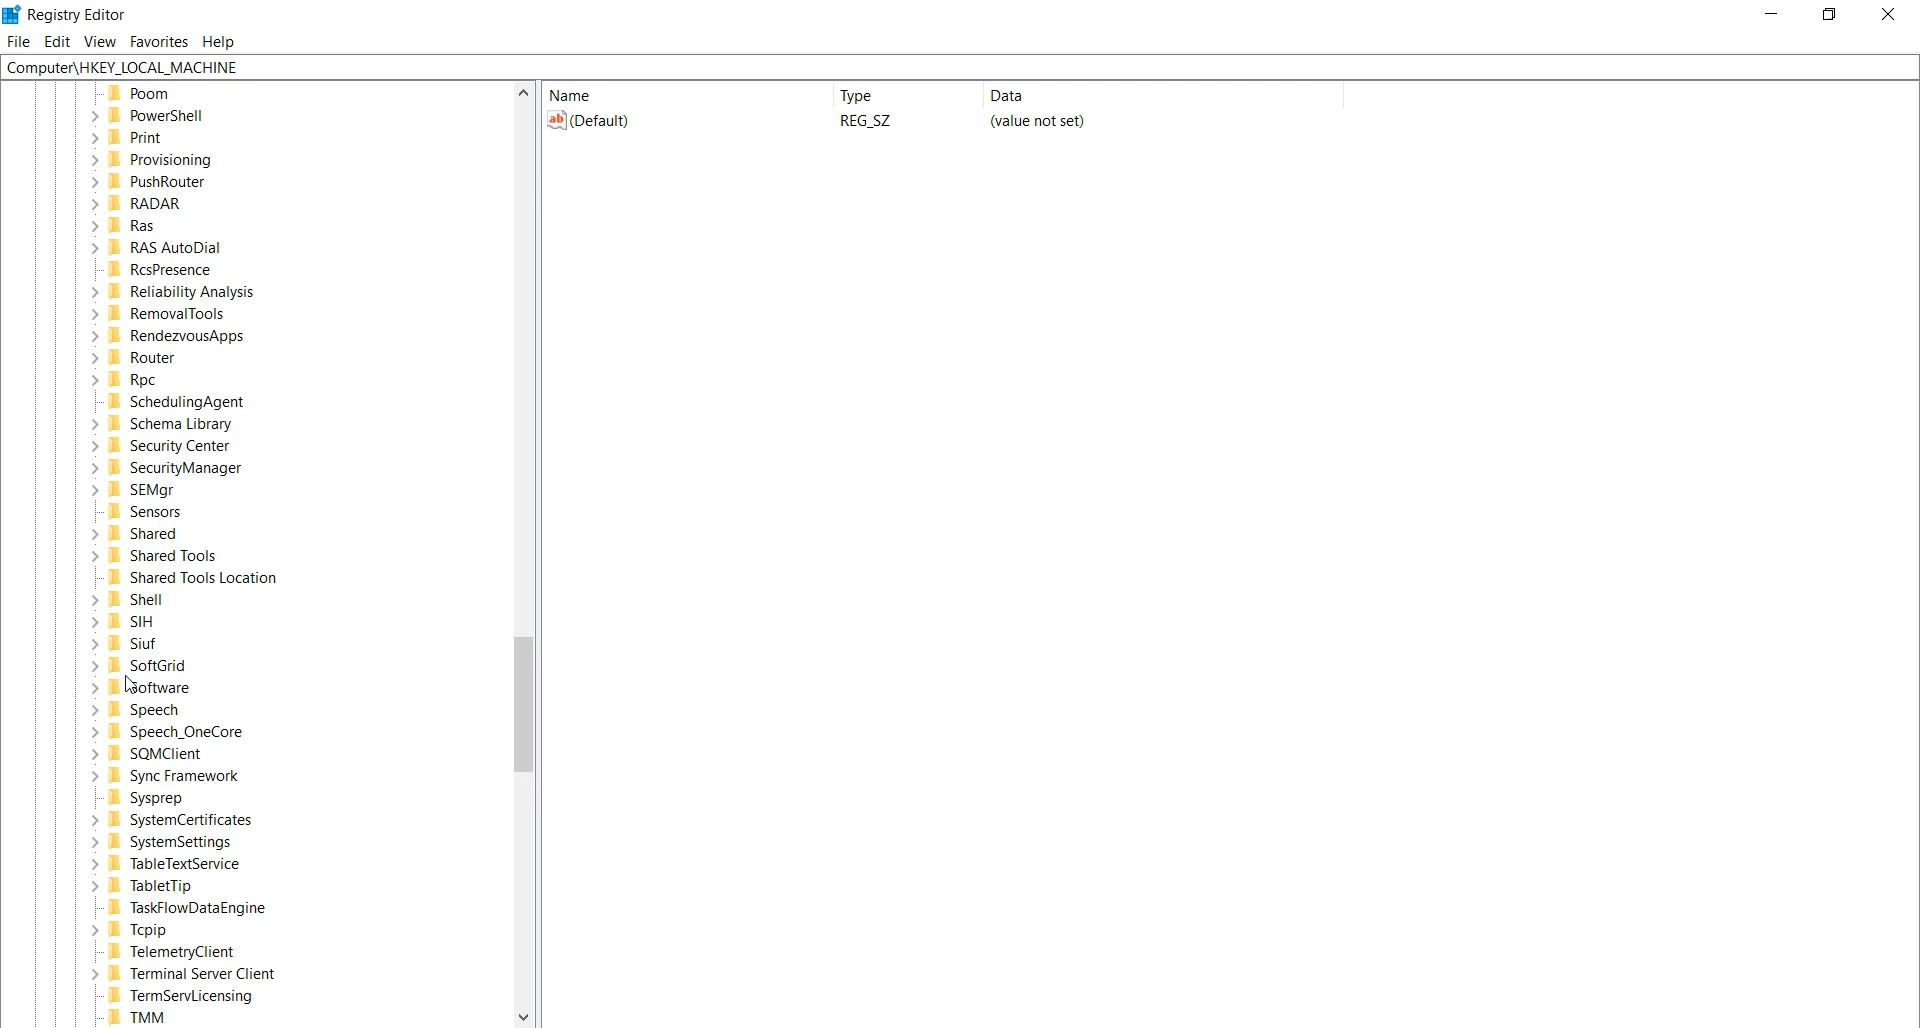 Registry Editor
File Edit View Favorites Help
Computer\HKEY_LOCAL_MACHINE
Name Type Data
ab (Default) REG_SZ (value not set)
Poom
PowerShell
Print
Provisioning
PushRouter
RADAR
Ras
RAS AutoDial
RcsPresence
Reliability Analysis
RemovalTools
RendezvousApps
Router
Rpc
SchedulingAgent
Schema Library
Security Center
SecurityManager
SEMgr
Sensors
Shared
Shared Tools
Shared Tools Location
Shell
SIH
Siuf
SoftGrid
Software
Speech
Speech_OneCore
SQMClient
Sync Framework
Sysprep
SystemCertificates
SystemSettings
TableTextService
TabletTip
TaskFlowDataEngine
Tcpip
TelemetryClient
Terminal Server Client
TermServLicensing
TMM